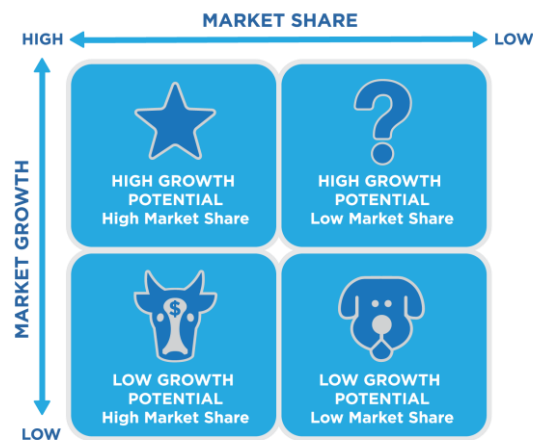 MARKET SHARE
HIGH
LOW
MARKET GROWTH
?
HIGH GROWTH
POTENTIAL
High Market Share
HIGH GROWTH
POTENTIAL
Low Market Share
$
LOW GROWTH
POTENTIAL
High Market Share
LOW GROWTH
POTENTIAL
Low Market Share
LOW